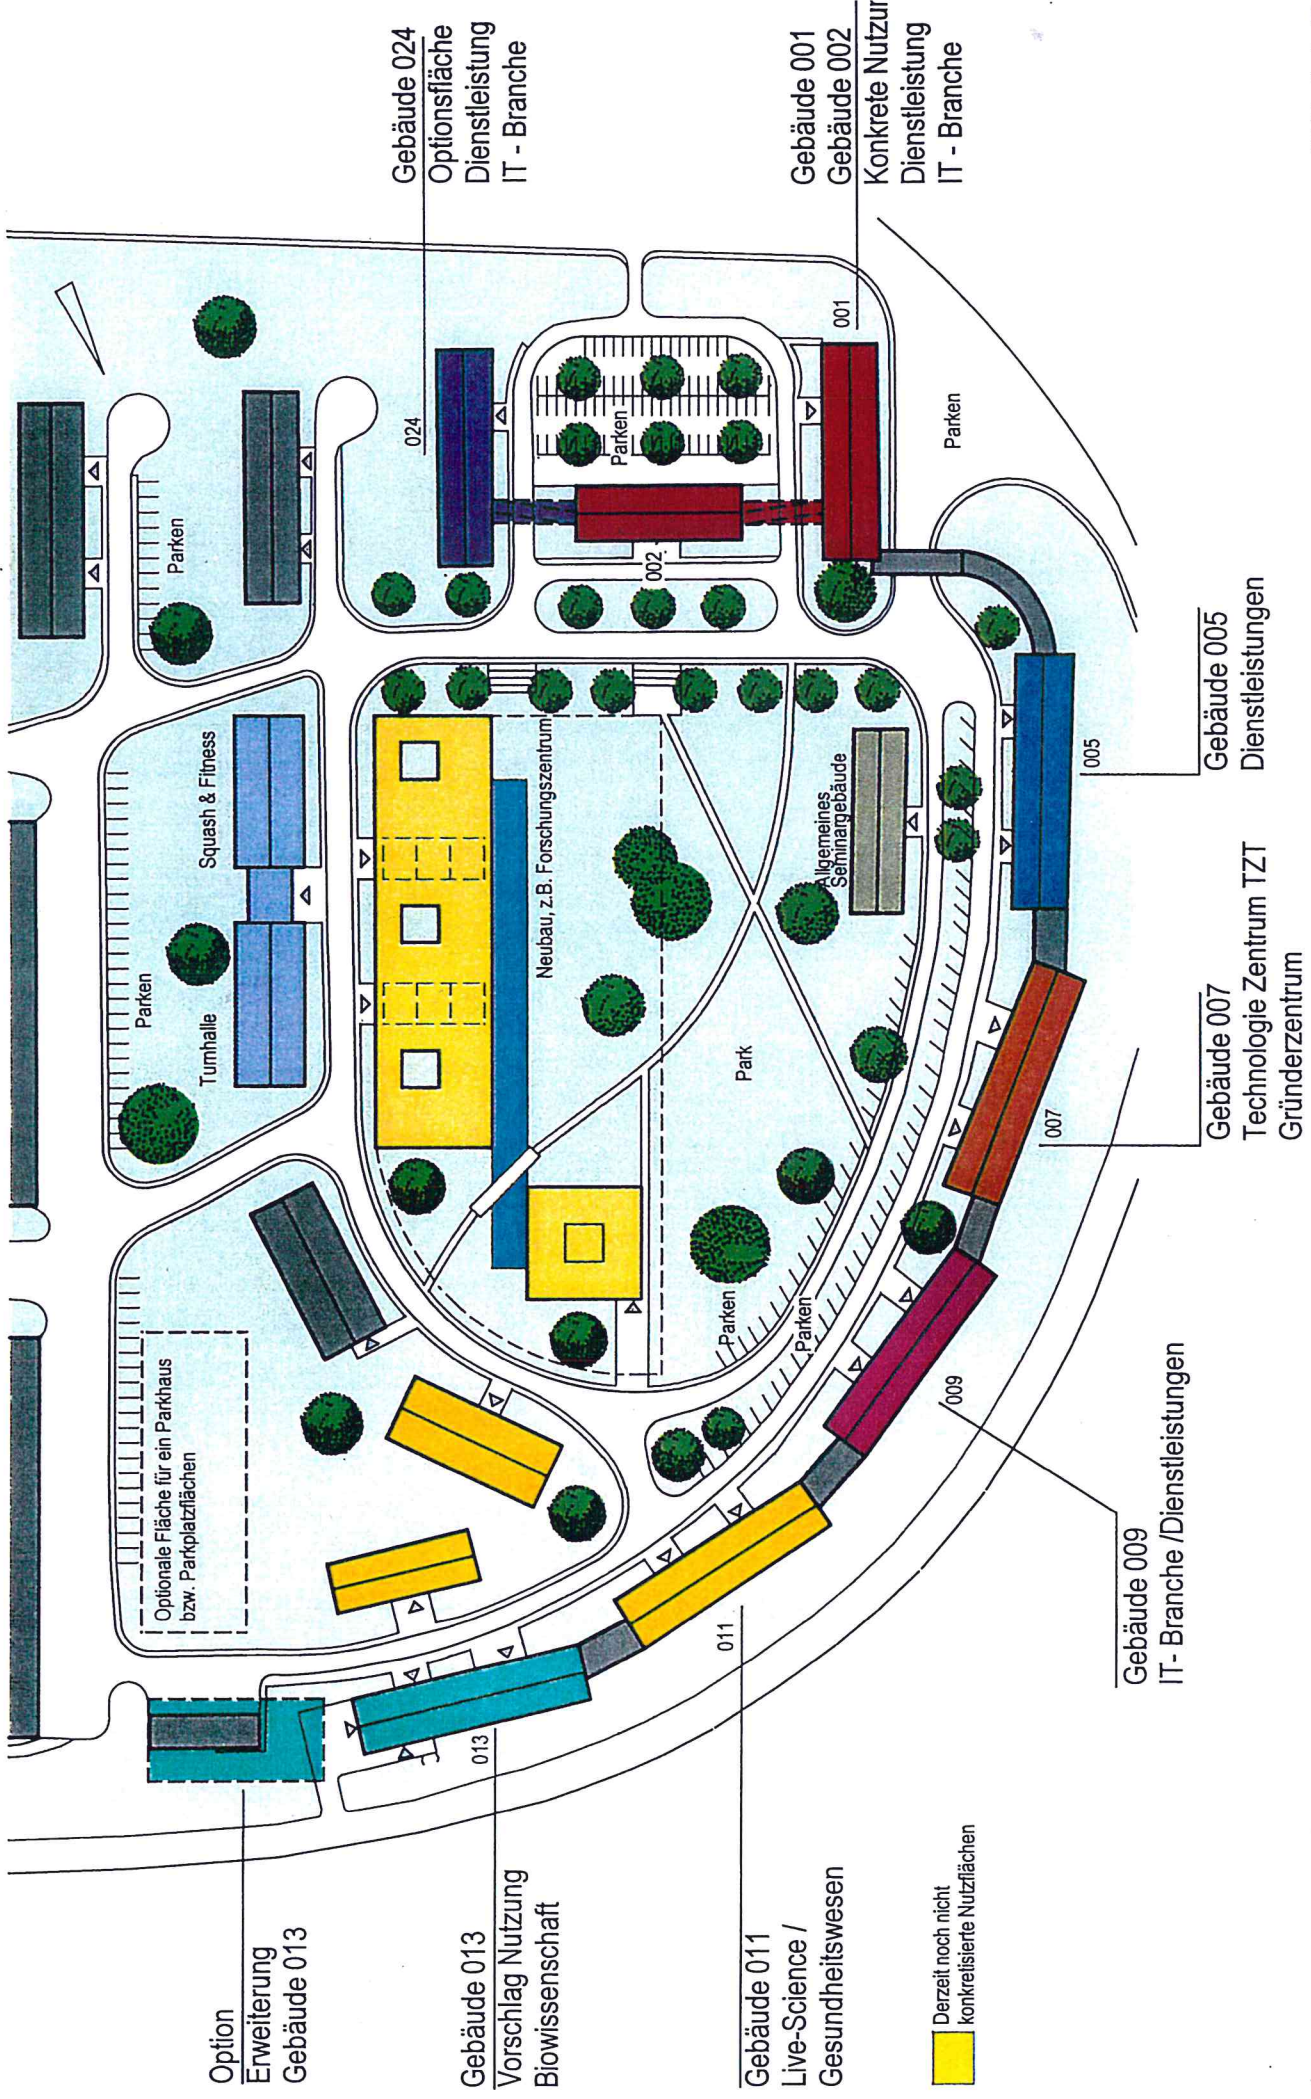 Option
Erweiterung
Gebäude 013
Gebäude 013
Vorschlag Nutzung
Biowissenschaft
Gebäude 011
Live-Science /
Gesundheitswesen
Derzeit noch nicht
konkretisierte Nutzflächen
Gebäude 009
IT- Branche /Dienstleistungen
Gebäude 007
Technologie Zentrum TZT
Gründerzentrum
Gebäude 005
Dienstleistungen
Gebäude 024
Optionsfläche
Dienstleistung
IT - Branche
Gebäude 001
Gebäude 002
Konkrete Nutzun
Dienstleistung
IT - Branche
Optionale Fläche für ein Parkhaus
bzw. Parkplatzflächen
Parken
Turnhalle
Squash & Fitness
Parken
Neubau, z.B. Forschungszentrum
Park
Allgemeines
Seminargebäude
Parken
Parken
Parken
Parken
013
011
009
007
005
002
024
001